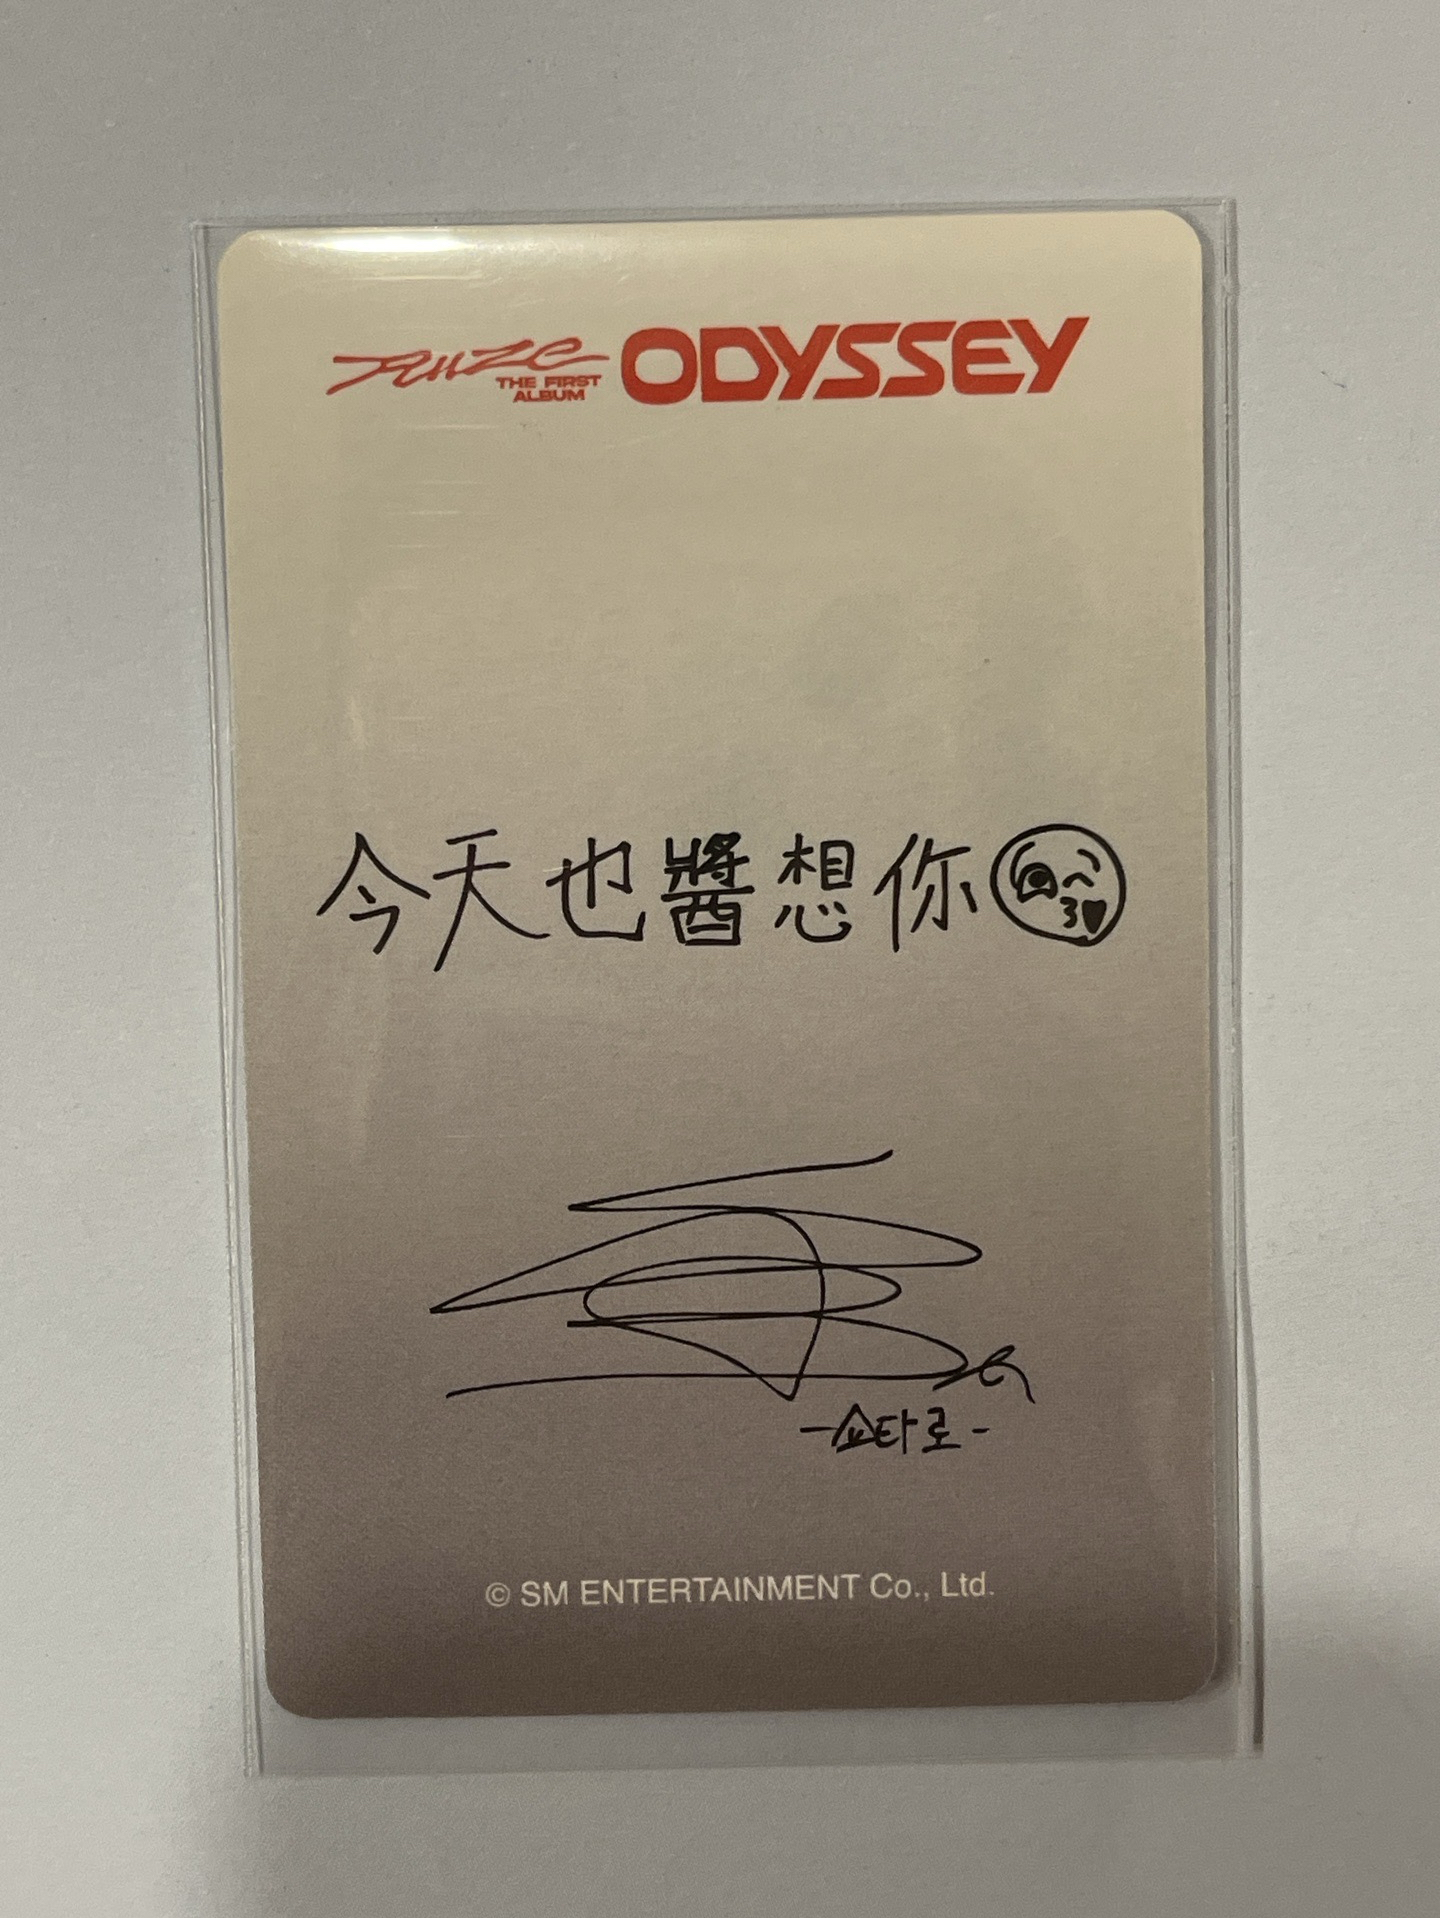 RIIZE THE FIRST ALBUM ODYSSEY
今天也醬想你
-쇼타로-
© SM ENTERTAINMENT Co., Ltd.